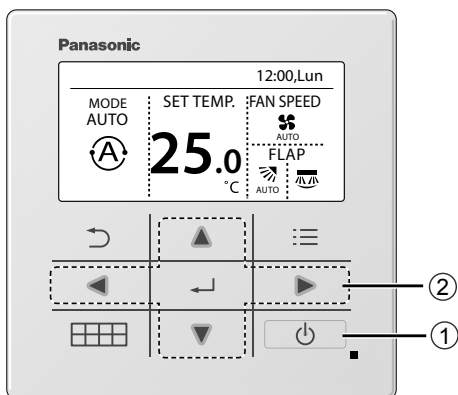 Panasonic
12:00,Lun
MODE
AUTO
A
SET TEMP.
25.0
°C
FAN SPEED
AUTO
FLAP
AUTO
2
1